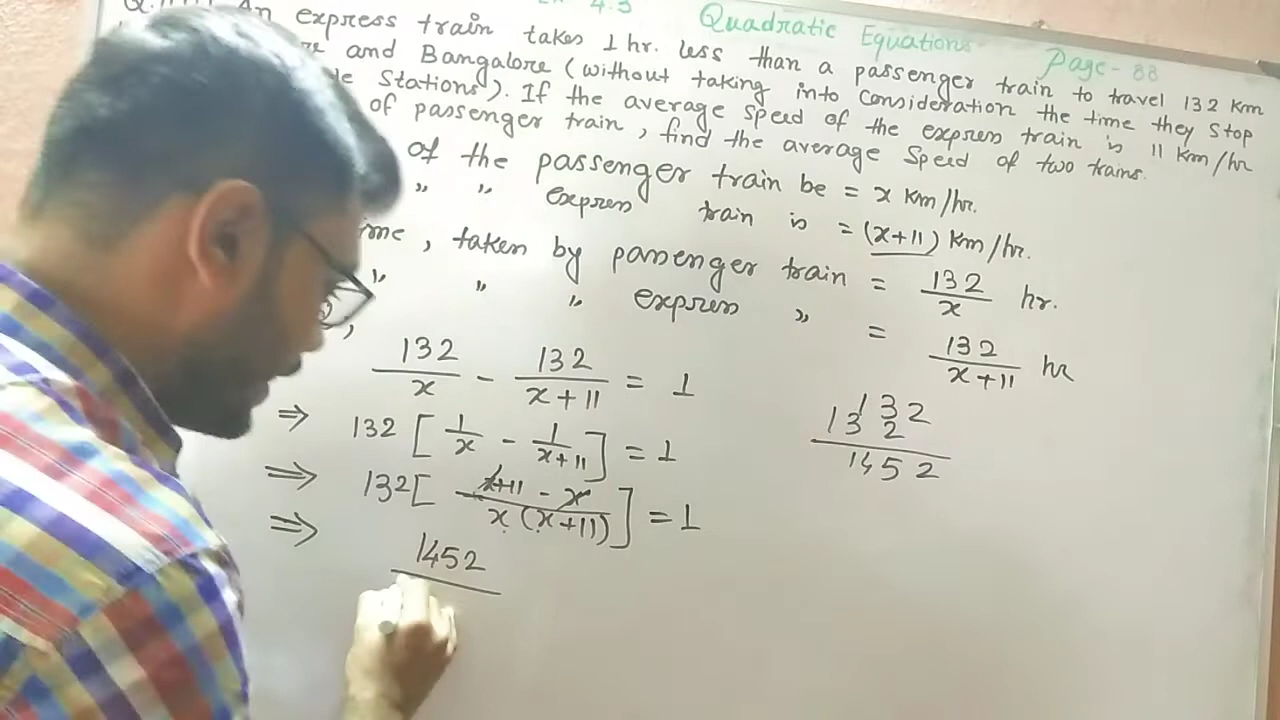 4.3 Quadratic Equations Page-88
An express train takes 1 hr. less than a passenger train to travel 132 km
and Bangalore (without taking into consideration the time they stop
Stations). If the average speed of the express train is 11 km/hr
of passenger train, find the average speed of two trains.
of the passenger train be = x km/hr.
" " express train is = (x+11) km/hr.
, taken by passenger train = 132/x hr.
" " " express " = 132/x+11 hr
132/x - 132/x+11 = 1
⇒ 132 [1/x - 1/x+11] = 1
⇒ 132 [x+11 - x / x(x+11)] = 1
⇒ 1452
132
132
1452